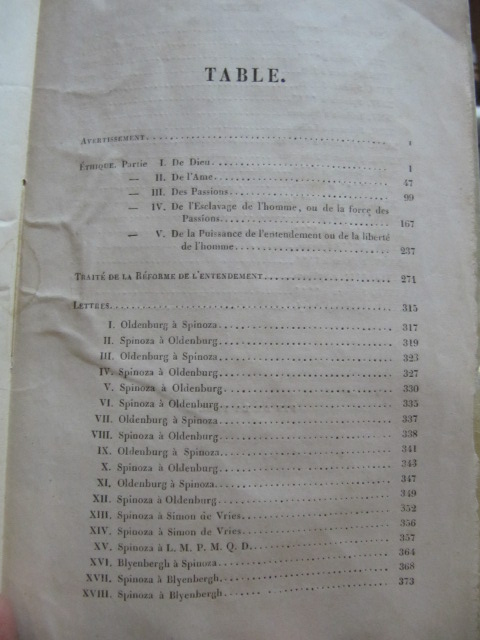 TABLE.
AVERTISSEMENT. I
ÉTHIQUE. Partie I. De Dieu. 1
— II. De l'Ame. 47
— III. Des Passions. 99
— IV. De l'Esclavage de l'homme, ou de la force des
Passions. 167
— V. De la Puissance de l'entendement ou de la liberté
de l'homme. 237
TRAITÉ DE LA RÉFORME DE L'ENTENDEMENT. 271
LETTRES. 315
I. Oldenburg à Spinoza. 317
II. Spinoza à Oldenburg. 319
III. Oldenburg à Spinoza. 323
IV. Spinoza à Oldenburg. 327
V. Spinoza à Oldenburg. 330
VI. Spinoza à Oldenburg. 335
VII. Oldenburg à Spinoza. 337
VIII. Spinoza à Oldenburg. 338
IX. Oldenburg à Spinoza. 341
X. Spinoza à Oldenburg. 343
XI. Oldenburg à Spinoza. 347
XII. Spinoza à Oldenburg. 349
XIII. Spinoza à Simon de Vries. 352
XIV. Spinoza à Simon de Vries. 356
XV. Spinoza à L. M. P. M. Q. D. 357
XVI. Blyenbergh à Spinoza. 364
XVII. Spinoza à Blyenbergh. 368
XVIII. Spinoza à Blyenbergh. 373